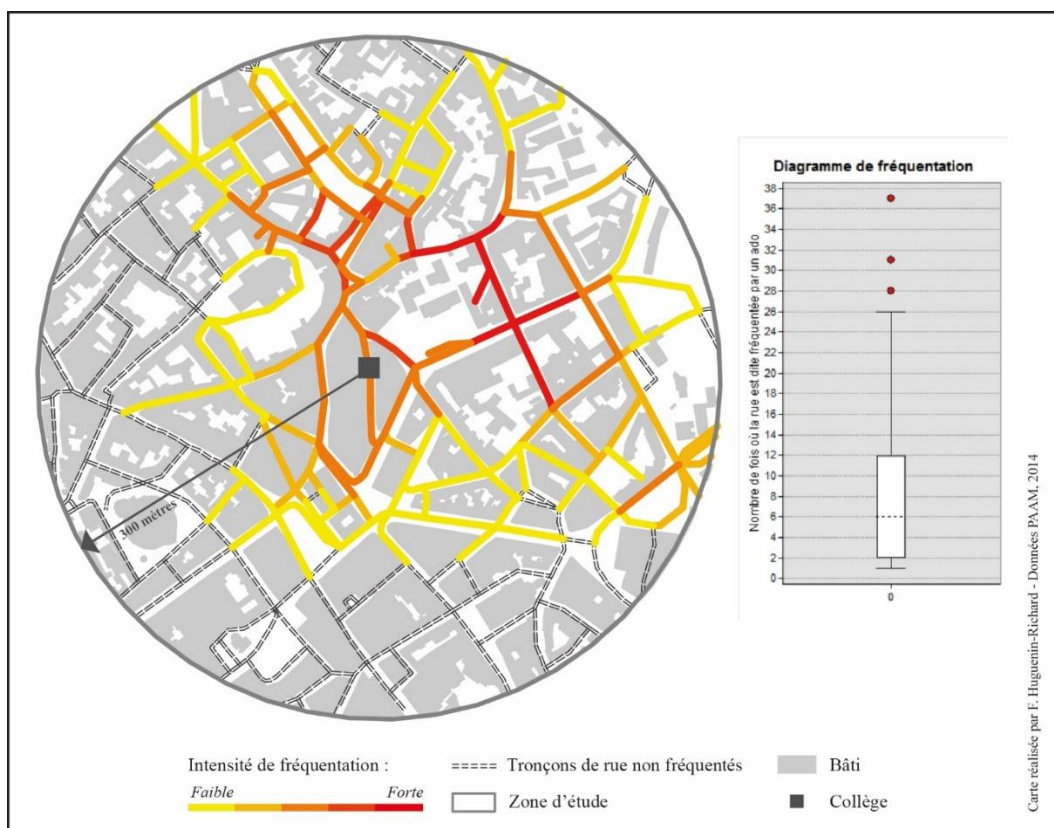 300 mètres
Diagramme de fréquentation
Nombre de fois où la rue est dite fréquentée par un ado
38
36
34
32
30
28
26
24
22
20
18
16
14
12
10
8
6
4
2
0
0
Carte réalisée par F. Huguenin-Richard - Données PAAM, 2014
Intensité de fréquentation :
Faible Forte
Tronçons de rue non fréquentés
Zone d'étude
Bâti
Collège